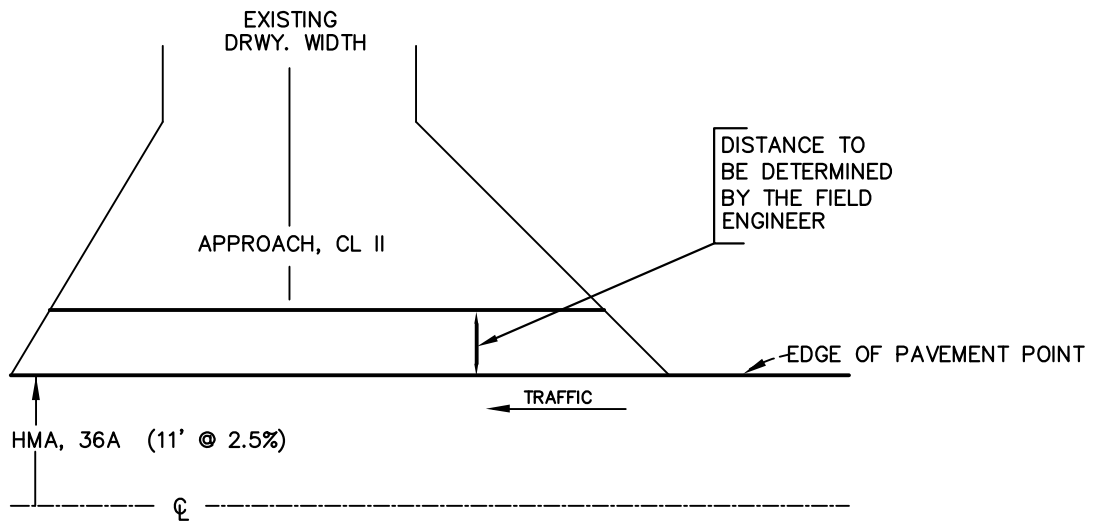 EXISTING
DRWY. WIDTH
DISTANCE TO
BE DETERMINED
BY THE FIELD
ENGINEER
APPROACH, CL II
EDGE OF PAVEMENT POINT
TRAFFIC
HMA, 36A (11' @ 2.5%)
℄